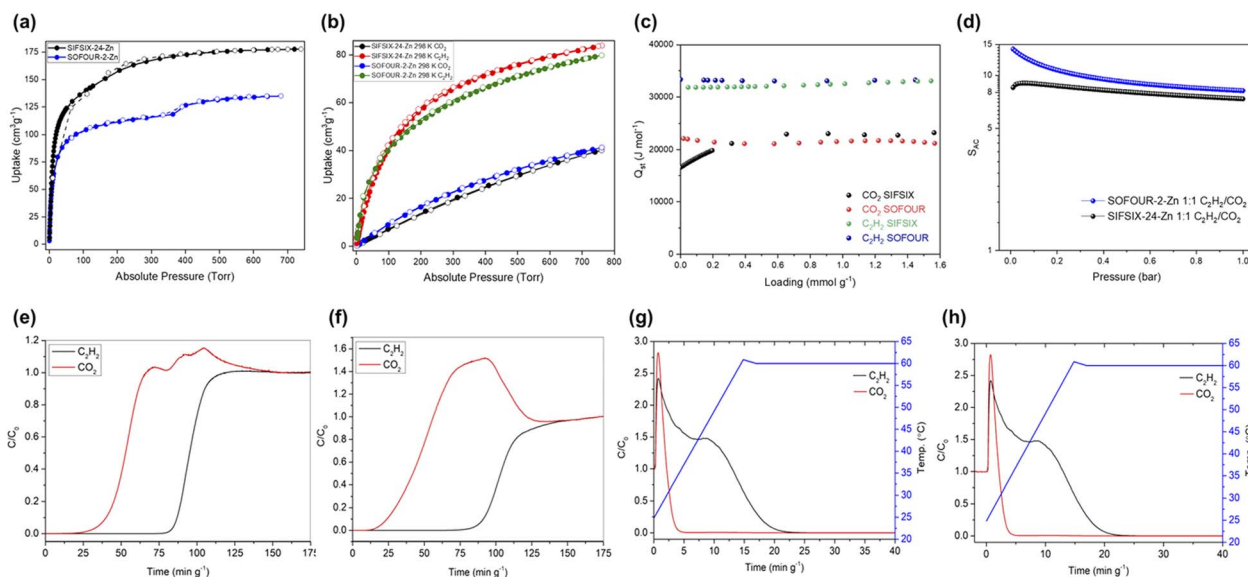 (a)
SIFSIX-24-Zn
SOFOUR-2-Zn
Uptake (cm³g⁻¹)
175
150
125
100
75
50
25
0
0 100 200 300 400 500 600 700
Absolute Pressure (Torr)
(b)
SIFSIX-24-Zn 298 K CO₂
SIFSIX-24-Zn 298 K C₂H₂
SOFOUR-2-Zn 298 K CO₂
SOFOUR-2-Zn 298 K C₂H₂
Uptake (cm³g⁻¹)
80
60
40
20
0
0 100 200 300 400 500 600 700 800
Absolute Pressure (Torr)
(c)
Qst (J mol⁻¹)
40000
30000
20000
10000
0
CO₂ SIFSIX
CO₂ SOFOUR
C₂H₂ SIFSIX
C₂H₂ SOFOUR
0.0 0.2 0.4 0.6 0.8 1.0 1.2 1.4 1.6
Loading (mmol g⁻¹)
(d)
S_AC
15
10
8
5
1
SOFOUR-2-Zn 1:1 C₂H₂/CO₂
SIFSIX-24-Zn 1:1 C₂H₂/CO₂
0.0 0.2 0.4 0.6 0.8 1.0
Pressure (bar)
(e)
C₂H₂
CO₂
C/C₀
1.2
1.0
0.8
0.6
0.4
0.2
0.0
0 25 50 75 100 125 150 175
Time (min g⁻¹)
(f)
C₂H₂
CO₂
C/C₀
1.6
1.4
1.2
1.0
0.8
0.6
0.4
0.2
0.0
0 25 50 75 100 125 150 175
Time (min g⁻¹)
(g)
C₂H₂
CO₂
C/C₀
3.0
2.5
2.0
1.5
1.0
0.5
0.0
0 5 10 15 20 25 30 35 40
Time (min g⁻¹)
65
60
55
50
45
40
35
30
25
20
Temp. (°C)
(h)
C₂H₂
CO₂
C/C₀
3.0
2.5
2.0
1.5
1.0
0.5
0.0
0 10 20 30 40
Time (min g⁻¹)
65
60
55
50
45
40
35
30
25
20